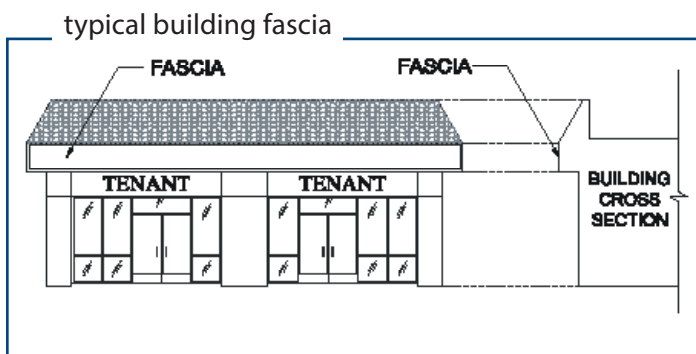 typical building fascia
FASCIA
FASCIA
TENANT
TENANT
BUILDING
CROSS
SECTION